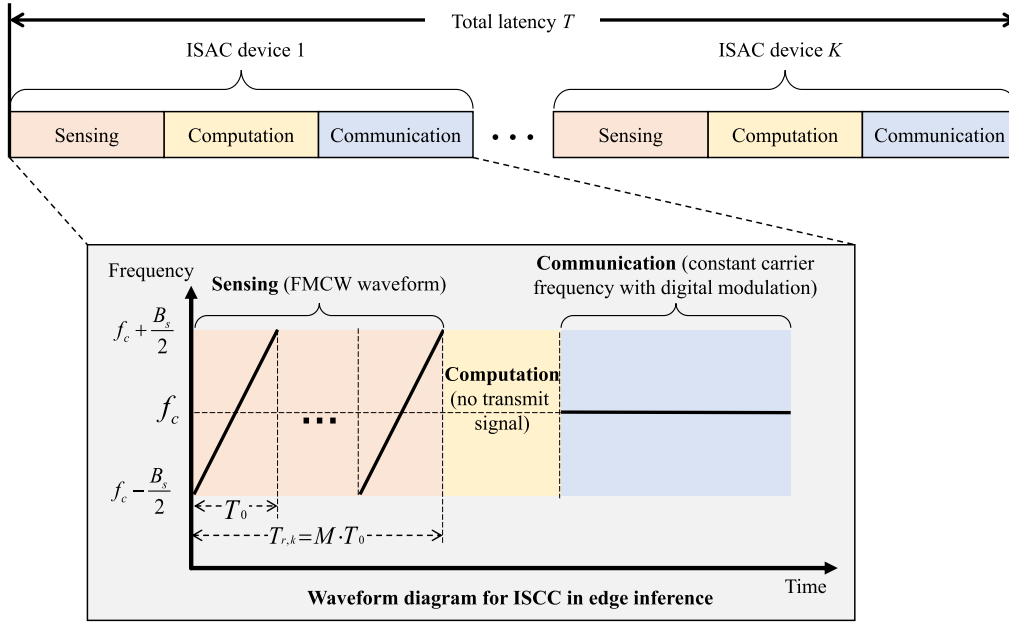 Total latency T
ISAC device 1
ISAC device K
Sensing
Computation
Communication
...
Sensing
Computation
Communication
Frequency
Sensing (FMCW waveform)
Communication (constant carrier
frequency with digital modulation)
f_c + B_s/2
f_c
f_c − B_s/2
...
Computation
(no transmit
signal)
T_0
T_{r,k}=M·T_0
Time
Waveform diagram for ISCC in edge inference